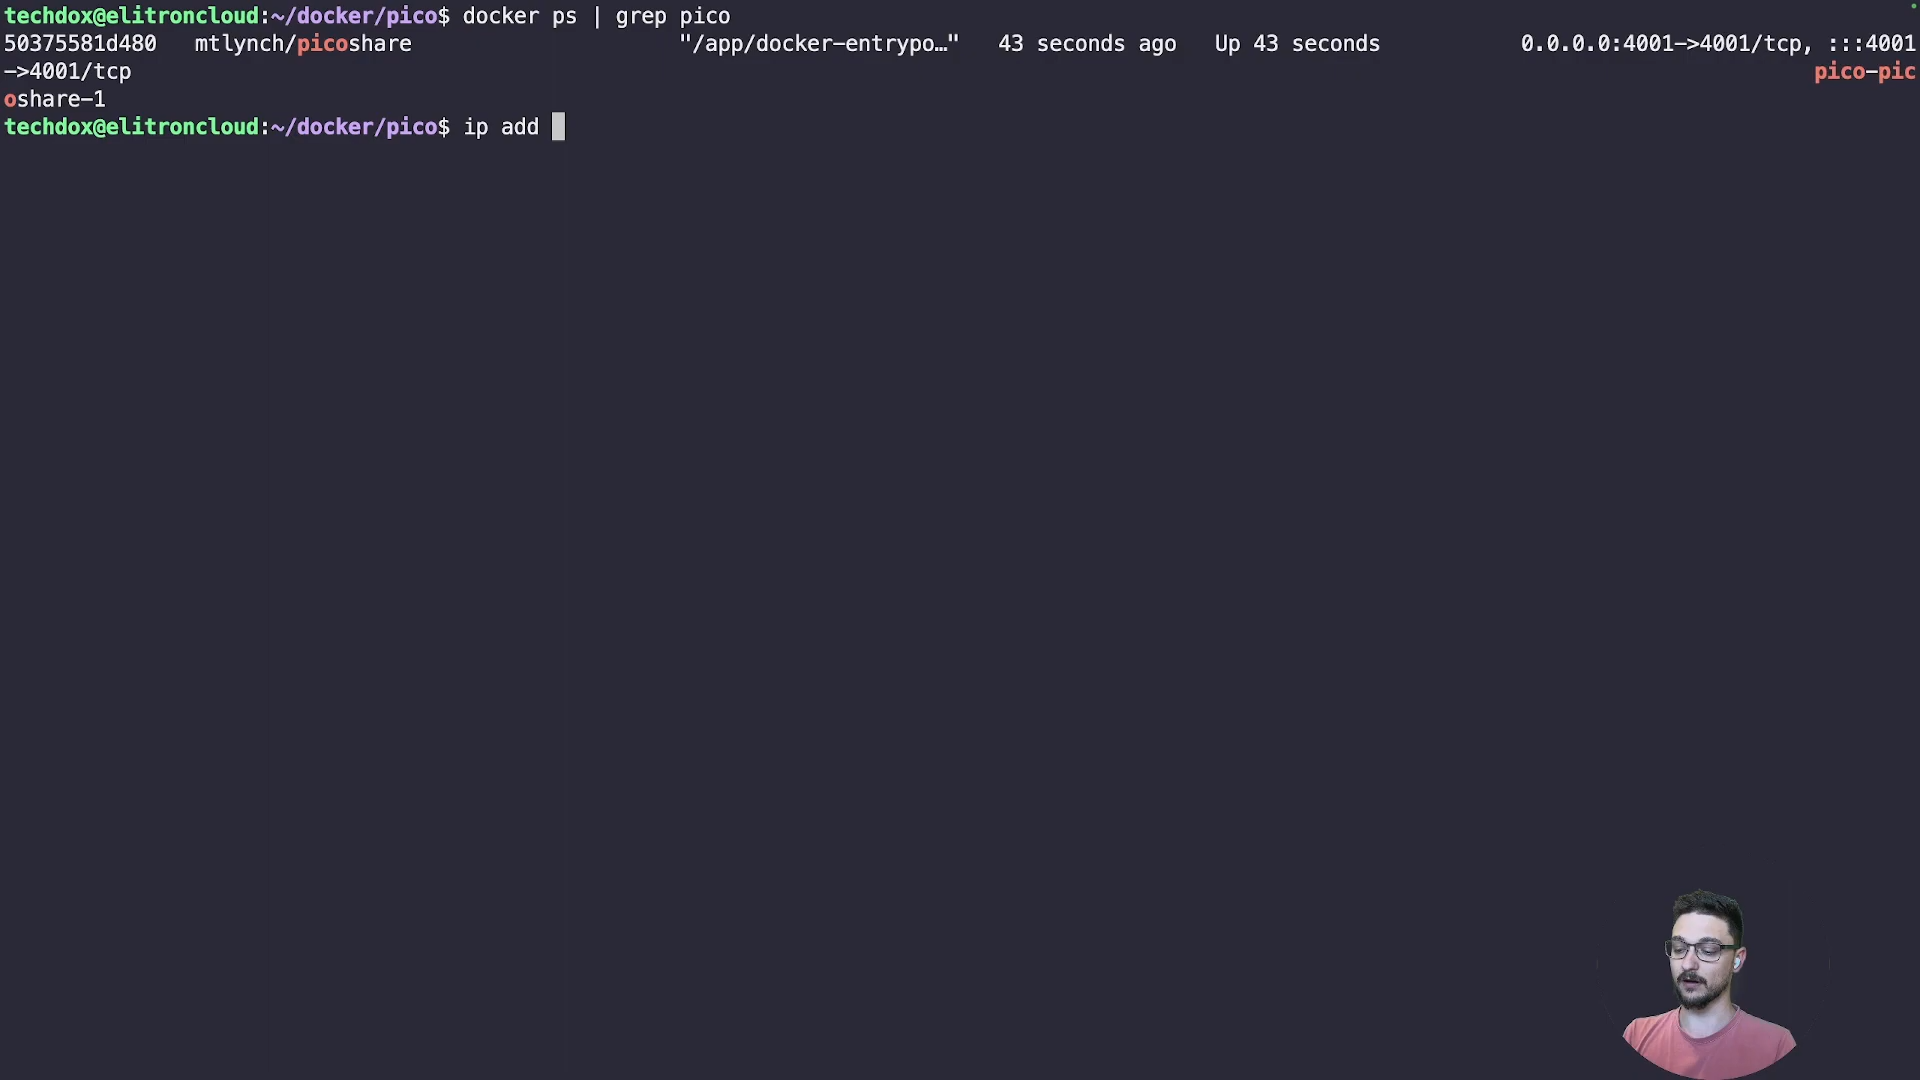 techdox@elitroncloud:~/docker/pico$ docker ps | grep pico
50375581d480   mtlynch/picoshare                     "/app/docker-entrypo…"   43 seconds ago   Up 43 seconds           0.0.0.0:4001->4001/tcp, :::4001
->4001/tcp                                                                                                                                    pico-pic
oshare-1
techdox@elitroncloud:~/docker/pico$ ip add